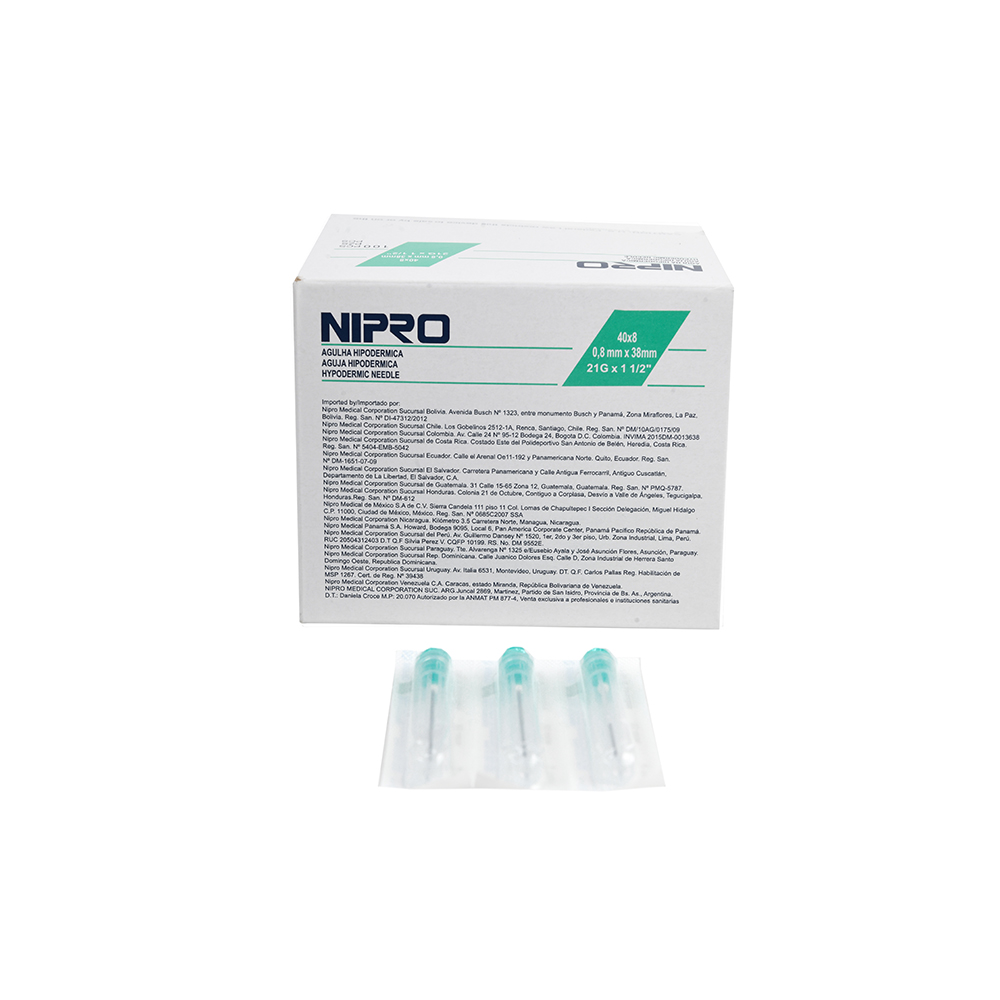 100 PCS
40x8
0,8 mm x 38mm
21G x 1 1/2"
NIPRO
NIPRO
AGULHA HIPODERMICA
AGUJA HIPODERMICA
HYPODERMIC NEEDLE
40x8
0,8 mm x 38mm
21G x 1 1/2"
Imported by/Importado por:
Nipro Medical Corporation Sucursal Bolivia. Avenida Busch Nº 1323, entre monumento Busch y Panamá, Zona Miraflores, La Paz,
Bolivia. Reg. San. Nº DI-47312/2012
Nipro Medical Corporation Sucursal Chile. Los Gobelinos 2512-1A, Renca, Santiago, Chile. Reg. San. Nº DM/10AG/0175/09
Nipro Medical Corporation Sucursal Colombia. Av. Calle 24 Nº 95-12 Bodega 24, Bogota D.C. Colombia. INVIMA 2015DM-0013638
Nipro Medical Corporation Sucursal de Costa Rica. Costado Este del Polideportivo San Antonio de Belén, Heredia, Costa Rica.
Reg. San. Nº 5404-EMB-5042
Nipro Medical Corporation Sucursal Ecuador. Calle el Arenal Oe11-192 y Panamericana Norte. Quito, Ecuador. Reg. San.
Nº DM-1651-07-09
Nipro Medical Corporation Sucursal El Salvador. Carretera Panamericana y Calle Antigua Ferrocarril, Antiguo Cuscatlán,
Departamento de La Libertad, El Salvador, C.A.
Nipro Medical Corporation Sucursal de Guatemala. 31 Calle 15-65 Zona 12, Guatemala, Guatemala. Reg. San. Nº PMQ-5787.
Nipro Medical Corporation Sucursal Honduras. Colonia 21 de Octubre, Contiguo a Corplasa, Desvío a Valle de Ángeles, Tegucigalpa,
Honduras.Reg. San. Nº DM-612
Nipro Medical de México S.A de C.V. Sierra Candela 111 piso 11 Col. Lomas de Chapultepec I Sección Delegación, Miguel Hidalgo
C.P. 11000, Ciudad de México, México. Reg. San. Nº 0685C2007 SSA
Nipro Medical Corporation Nicaragua. Kilómetro 3.5 Carretera Norte, Managua, Nicaragua.
Nipro Medical Panamá S.A. Howard, Bodega 9095, Local 6, Pan America Corporate Center, Panamá Pacífico República de Panamá.
Nipro Medical Corporation Sucursal del Perú. Av. Guillermo Dansey Nº 1520, 1er, 2do y 3er piso, Urb. Zona Industrial, Lima, Perú.
RUC 20504312403 D.T Q.F Silvia Perez V. CQFP 10199. RS. No. DM 9552E.
Nipro Medical Corporation Sucursal Paraguay. Tte. Alvarenga Nº 1325 e/Eusebio Ayala y José Asunción Flores, Asunción, Paraguay.
Nipro Medical Corporation Sucursal Rep. Dominicana. Calle Juanico Dolores Esq. Calle D, Zona Industrial de Herrera Santo
Domingo Oeste, Republica Dominicana.
Nipro Medical Corporation Sucursal Uruguay. Av. Italia 6531, Montevideo, Uruguay. DT. Q.F. Carlos Pallas Reg. Habilitación de
MSP 1267. Cert. de Reg. Nº 39438
Nipro Medical Corporation Venezuela C.A. Caracas, estado Miranda, República Bolivariana de Venezuela.
NIPRO MEDICAL CORPORATION SUC. ARG.Juncal 2869, Martinez, Partido de San Isidro, Provincia de Bs. As., Argentina.
D.T.: Daniela Croce M.P. 20.070 Autorizado por la ANMAT PM 877-4, Venta exclusiva a profesionales e instituciones sanitarias